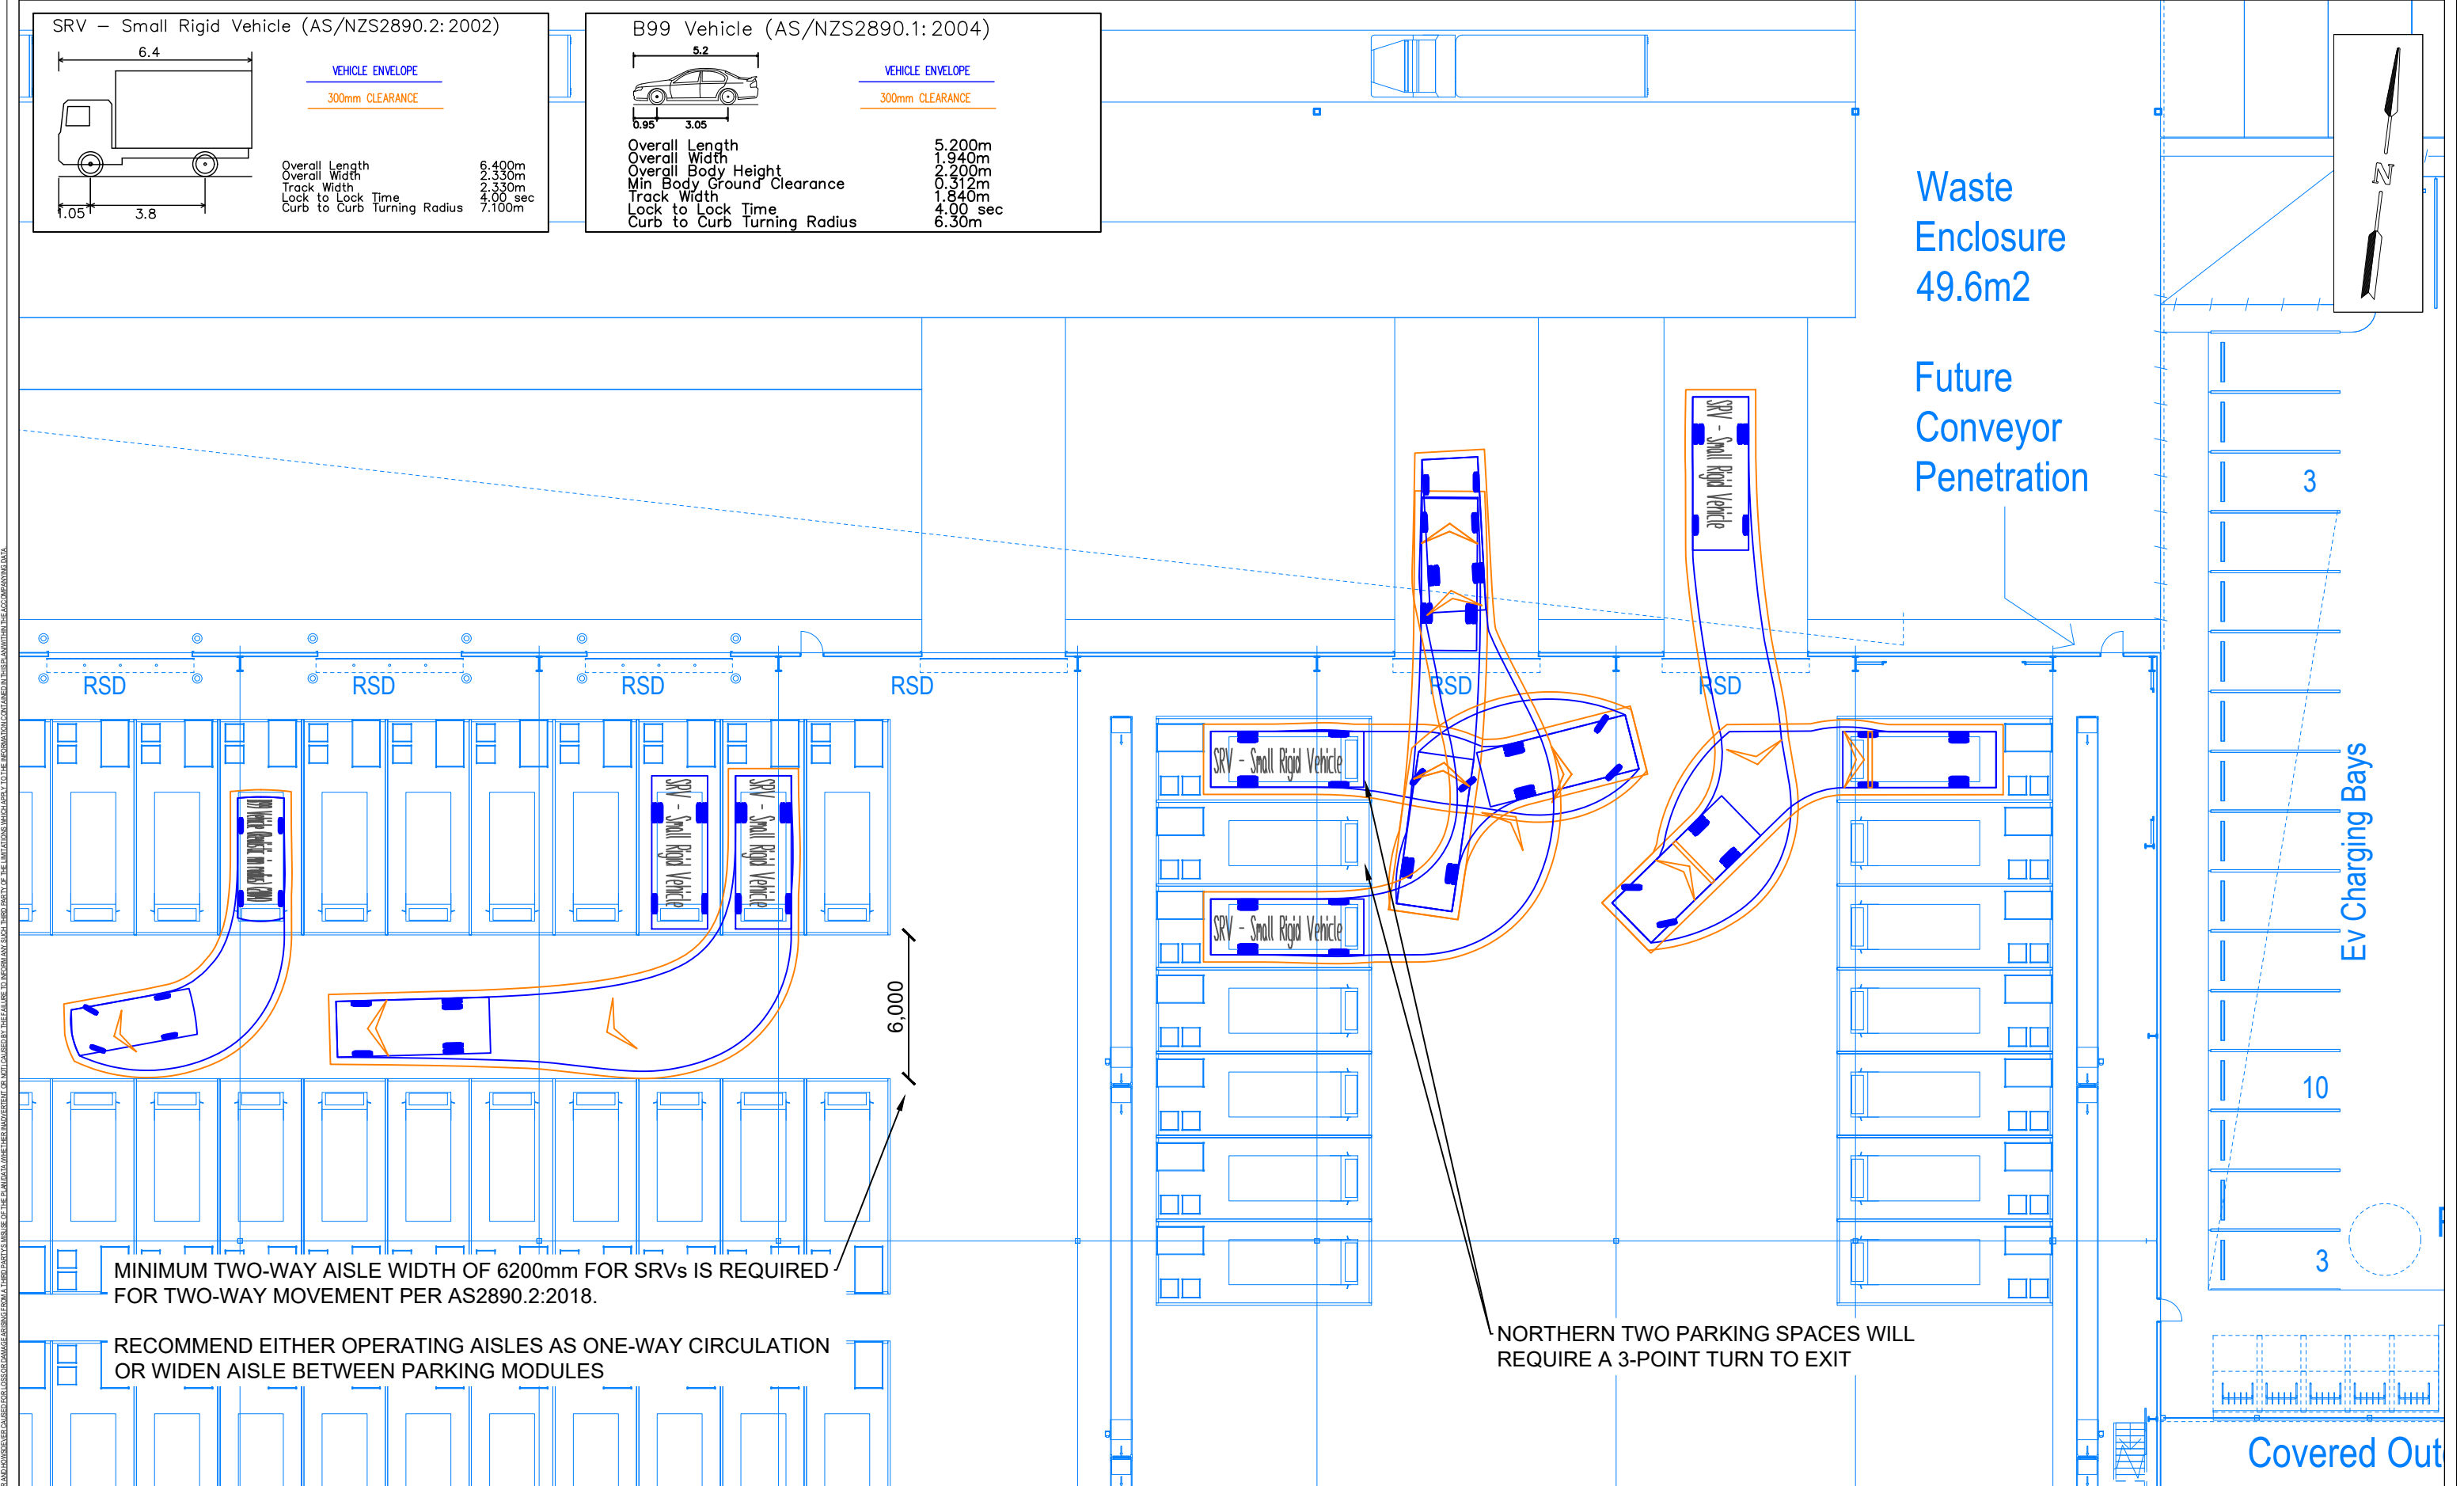 SRV – Small Rigid Vehicle (AS/NZS2890.2:2002)
6.4
VEHICLE ENVELOPE
300mm CLEARANCE
1.05
3.8
Overall Length 6.400m
Overall Width 2.330m
Track Width 2.330m
Lock to Lock Time 4.00 sec
Curb to Curb Turning Radius 7.100m
B99 Vehicle (AS/NZS2890.1:2004)
5.2
VEHICLE ENVELOPE
300mm CLEARANCE
0.95
3.05
Overall Length 5.200m
Overall Width 1.940m
Overall Body Height 2.200m
Min Body Ground Clearance 0.312m
Track Width 1.840m
Lock to Lock Time 4.00 sec
Curb to Curb Turning Radius 6.30m
N
Waste
Enclosure
49.6m2
Future
Conveyor
Penetration
SRV - Small Rigid Vehicle
3
RSD
RSD
RSD
RSD
RSD
RSD
SRV - Small Rigid Vehicle
SRV - Small Rigid Vehicle
SRV - Small Rigid Vehicle
SRV - Small Rigid Vehicle
6,000
Ev Charging Bays
10
3
MINIMUM TWO-WAY AISLE WIDTH OF 6200mm FOR SRVs IS REQUIRED
FOR TWO-WAY MOVEMENT PER AS2890.2:2018.
RECOMMEND EITHER OPERATING AISLES AS ONE-WAY CIRCULATION
OR WIDEN AISLE BETWEEN PARKING MODULES
NORTHERN TWO PARKING SPACES WILL
REQUIRE A 3-POINT TURN TO EXIT
Covered